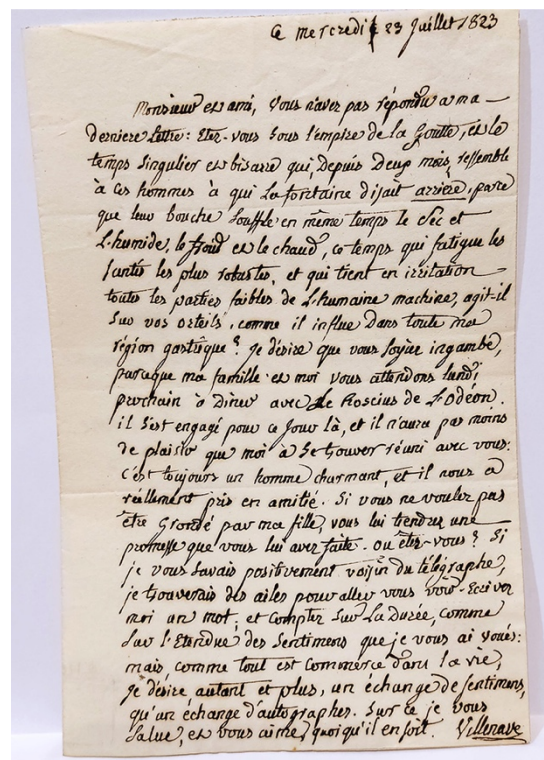 Ce mercredi 23 Juillet 1823
Monsieur et ami, Vous n'avez pas répondu a ma
derniere Lettre: Etes-vous sous l'empire de la Goutte, et le
temps singulier et bisarre qui, Depuis Deux mois, ressemble
à ces hommes à qui La fontaine disait arriere, parce
que leur bouche souffle en même temps le sec et
L'humide, le froid et le chaud, ce temps qui fatigue les
santés les plus robustes, et qui tient en irritation
toutes les parties faibles de L'humaine machine, agit-il
sur vos orteils, comme il influe Dans toute ma
région gastrique? je désire que vous soyiez ingambe,
parceque ma famille et moi vous attendons lundi
prochain à Diner avec Le Roscius de L'odéon.
il s'est engagé pour ce jour là, et il n'aura pas moins
de plaisir que moi à se trouver réuni avec vous:
c'est toujours un homme charmant, et il nous a
réellement pris en amitié. Si vous ne voulez pas
être Grondé par ma fille, vous lui tiendrez une
promesse que vous lui avez faite. ou êtes-vous? Si
je vous savais positivement voisin du télégraphe,
je trouverais des ailes pour aller vous voir. Ecrivez
moi un mot; et comptez sur La Durée, comme
sur l'Etendue des sentimens que je vous ai voués:
mais comme tout est commerce dans la vie,
je désire autant et plus, un échange de sentimens,
qu'un échange d'autographes. Sur ce je vous
salue, et vous aime, quoi qu'il en soit. Villenave